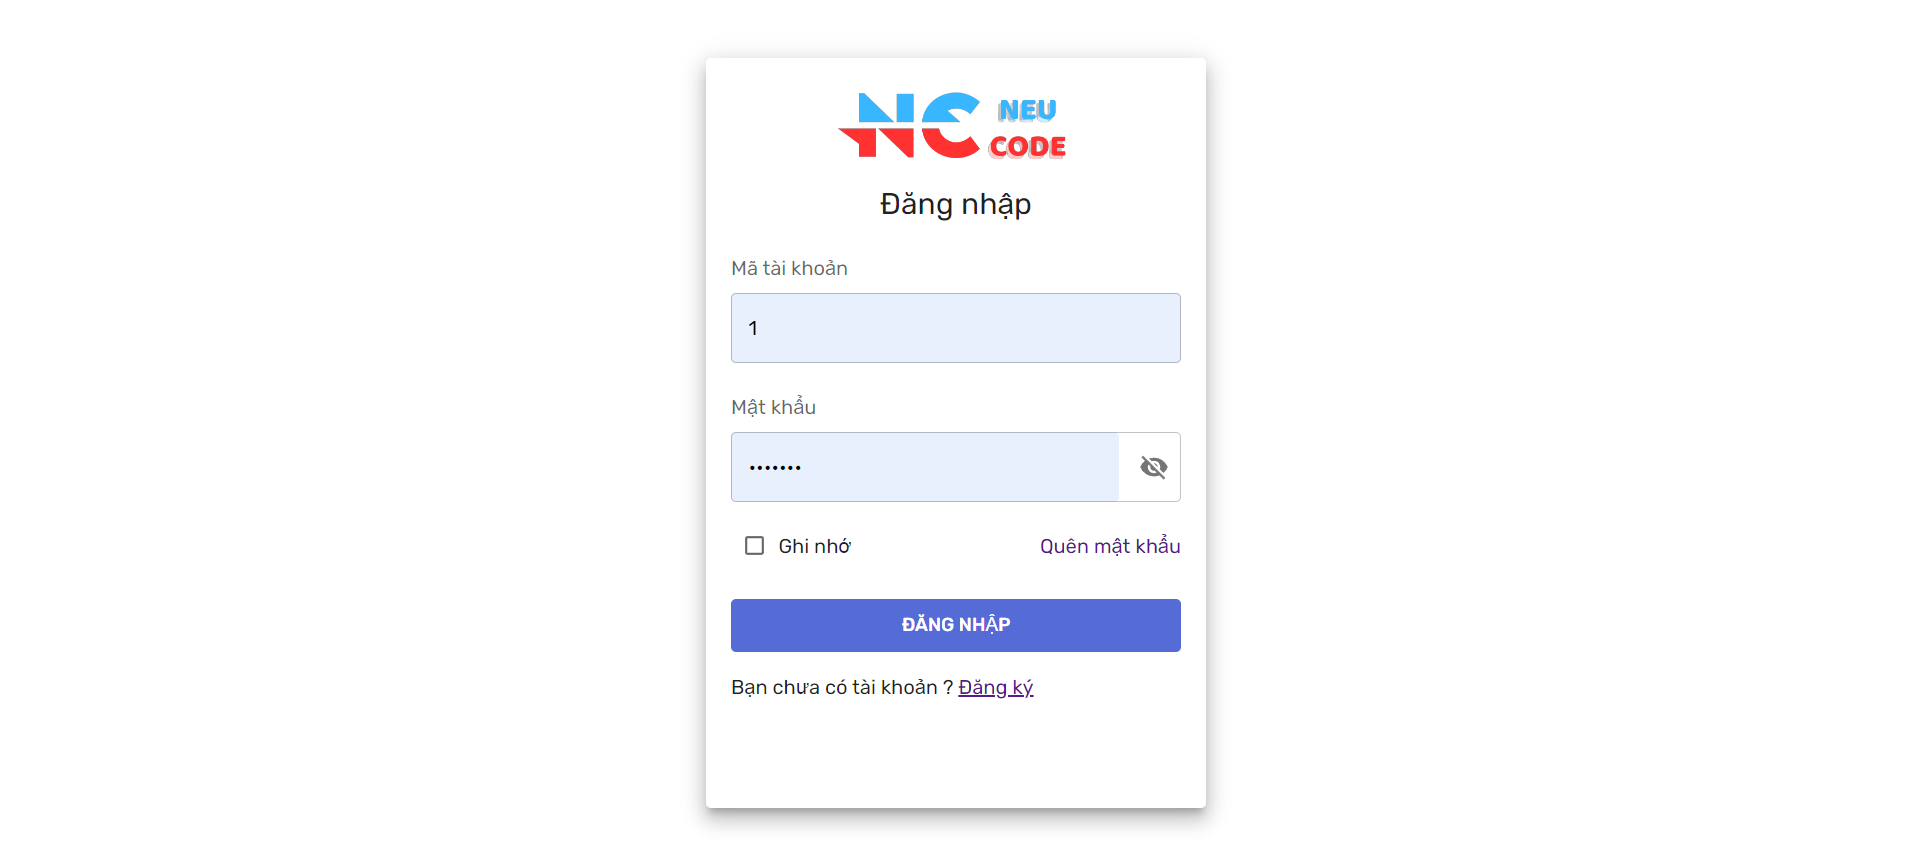 NC NEU
CODE
Đăng nhập
Mã tài khoản
1
Mật khẩu
•••••••
Ghi nhớ Quên mật khẩu
ĐĂNG NHẬP
Bạn chưa có tài khoản ? Đăng ký